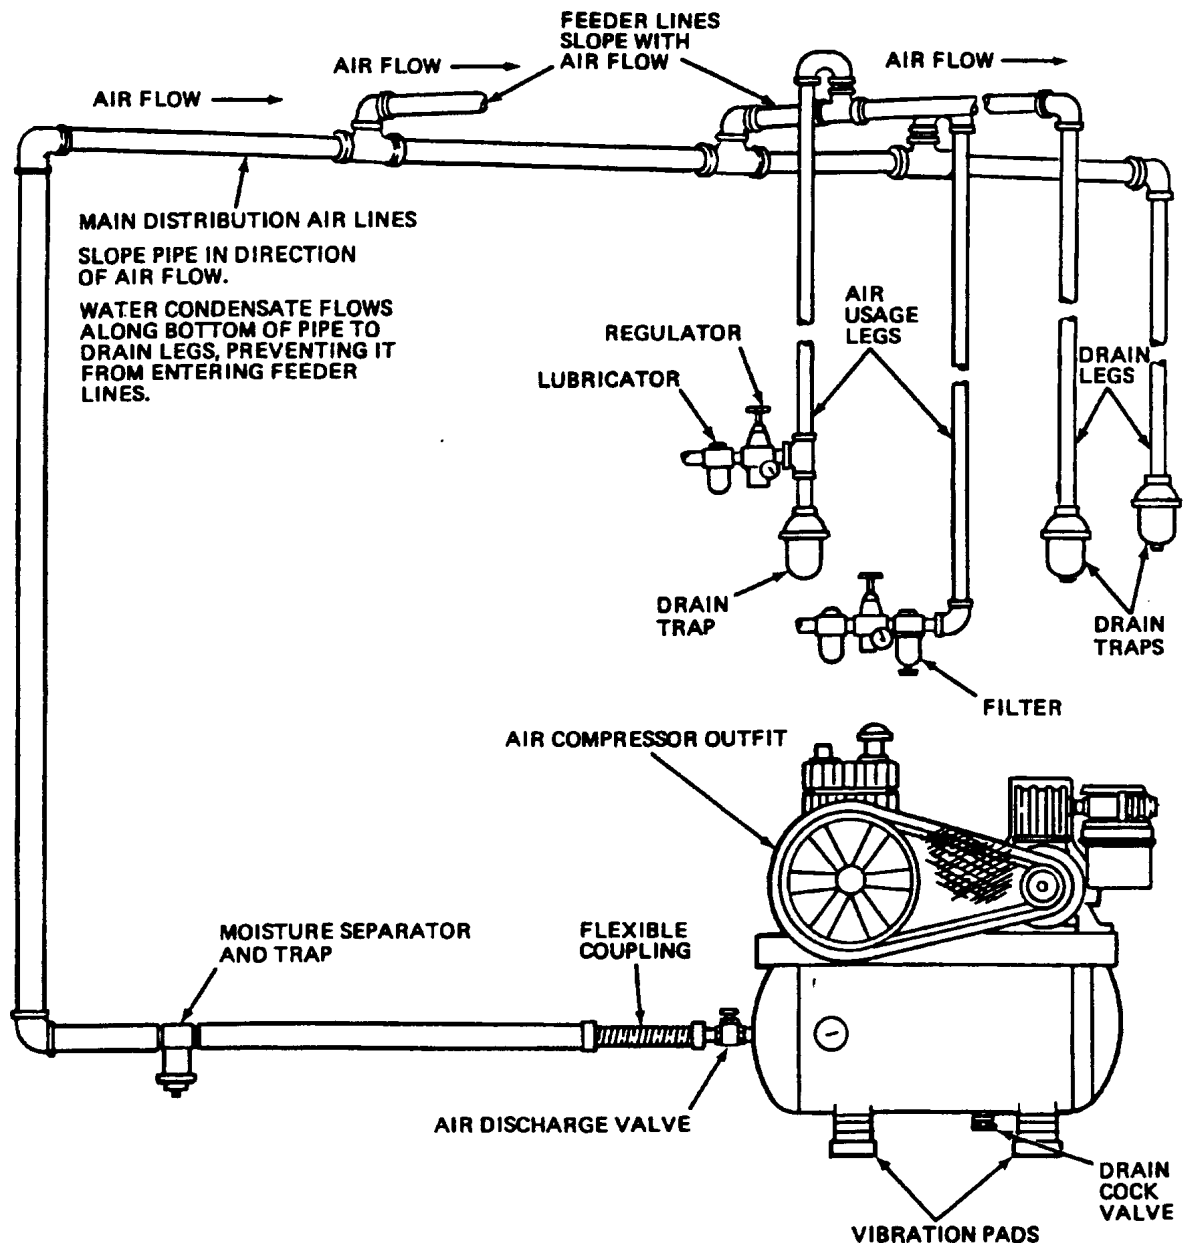 FEEDER LINES
SLOPE WITH
AIR FLOW
AIR FLOW
AIR FLOW
AIR FLOW
MAIN DISTRIBUTION AIR LINES
SLOPE PIPE IN DIRECTION
OF AIR FLOW.
WATER CONDENSATE FLOWS
ALONG BOTTOM OF PIPE TO
DRAIN LEGS, PREVENTING IT
FROM ENTERING FEEDER
LINES.
AIR
USAGE
LEGS
REGULATOR
LUBRICATOR
DRAIN
LEGS
DRAIN
TRAP
DRAIN
TRAPS
FILTER
AIR COMPRESSOR OUTFIT
MOISTURE SEPARATOR
AND TRAP
FLEXIBLE
COUPLING
AIR DISCHARGE VALVE
DRAIN
COCK
VALVE
VIBRATION PADS